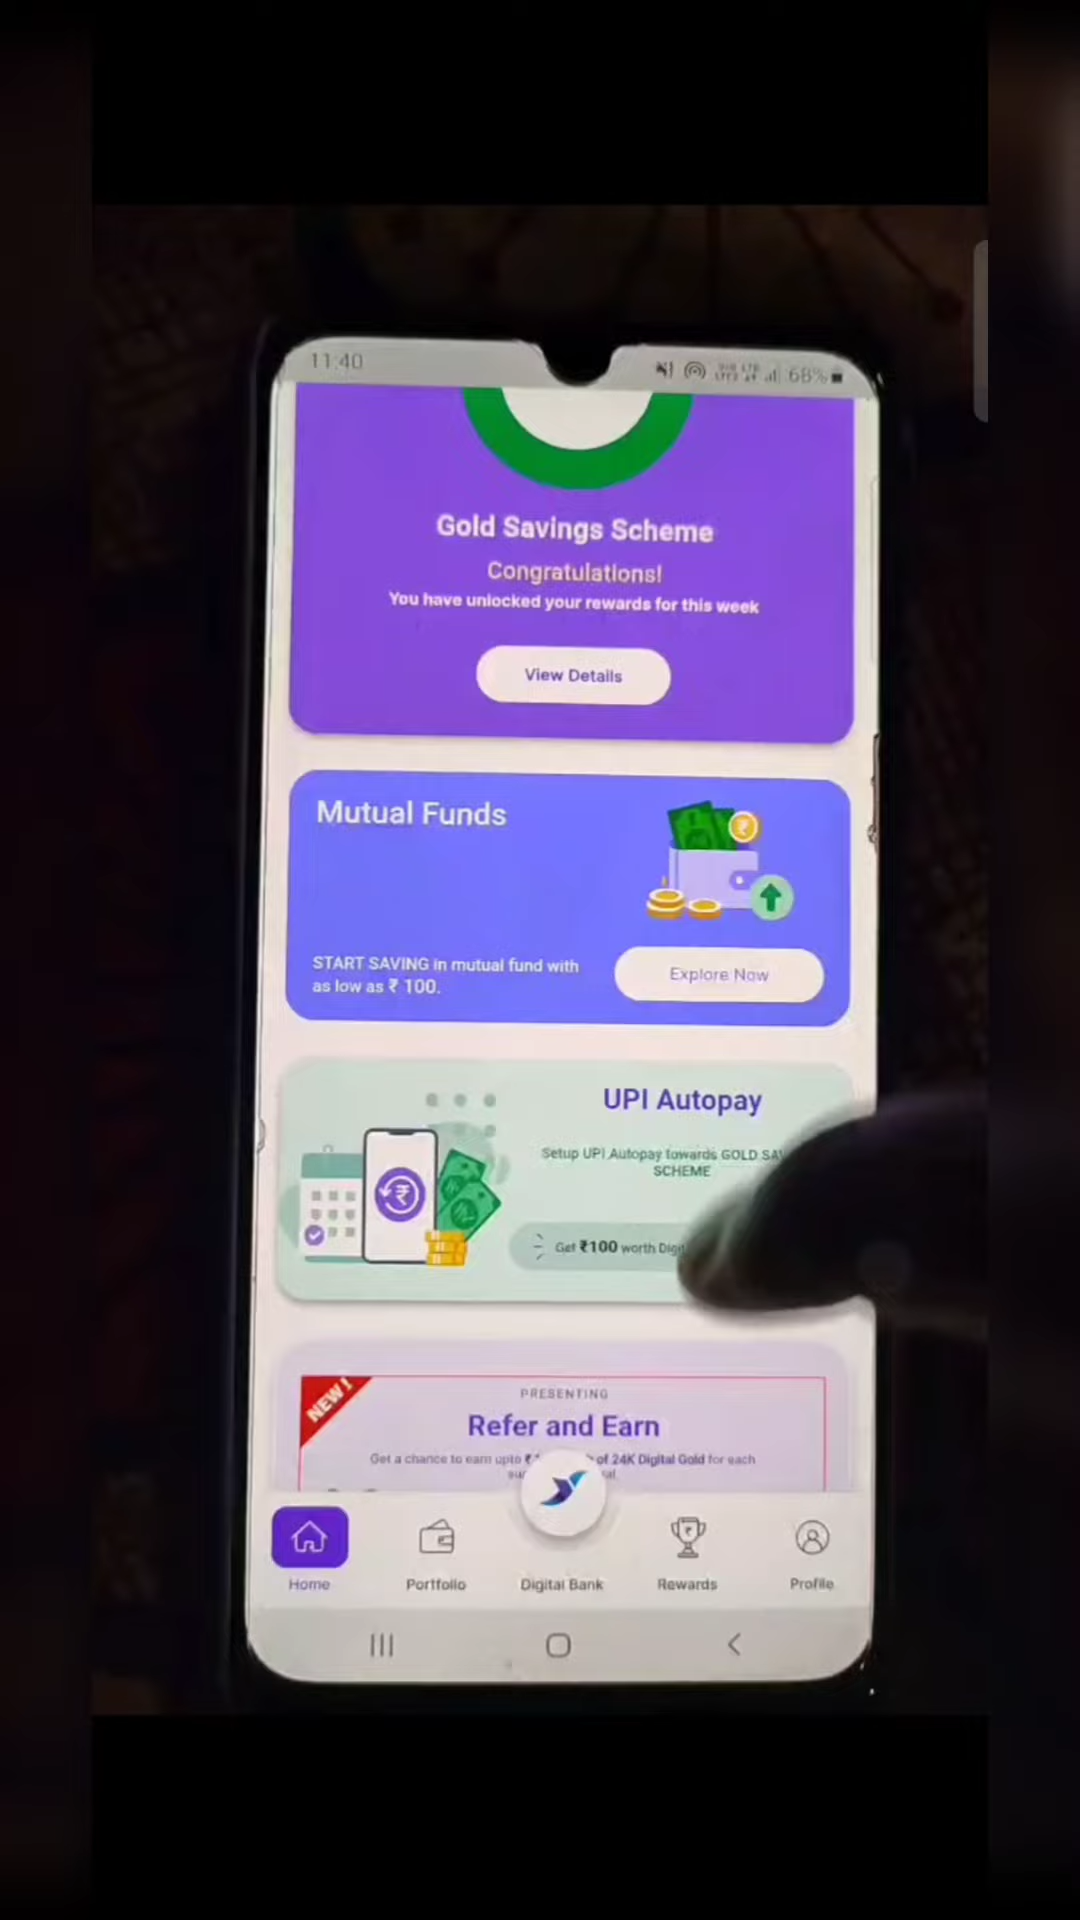 11:40
68%
Gold Savings Scheme
Congratulations!
You have unlocked your rewards for this week
View Details
Mutual Funds
START SAVING in mutual fund with
as low as ₹ 100.
Explore Now
UPI Autopay
Setup UPI Autopay towards GOLD
SCHEME
Get ₹100 worth
NEW!
PRESENTING
Refer and Earn
Get a chance to earn upto of 24K Digital Gold for each
Home
Portfolio
Digital Bank
Rewards
Profile